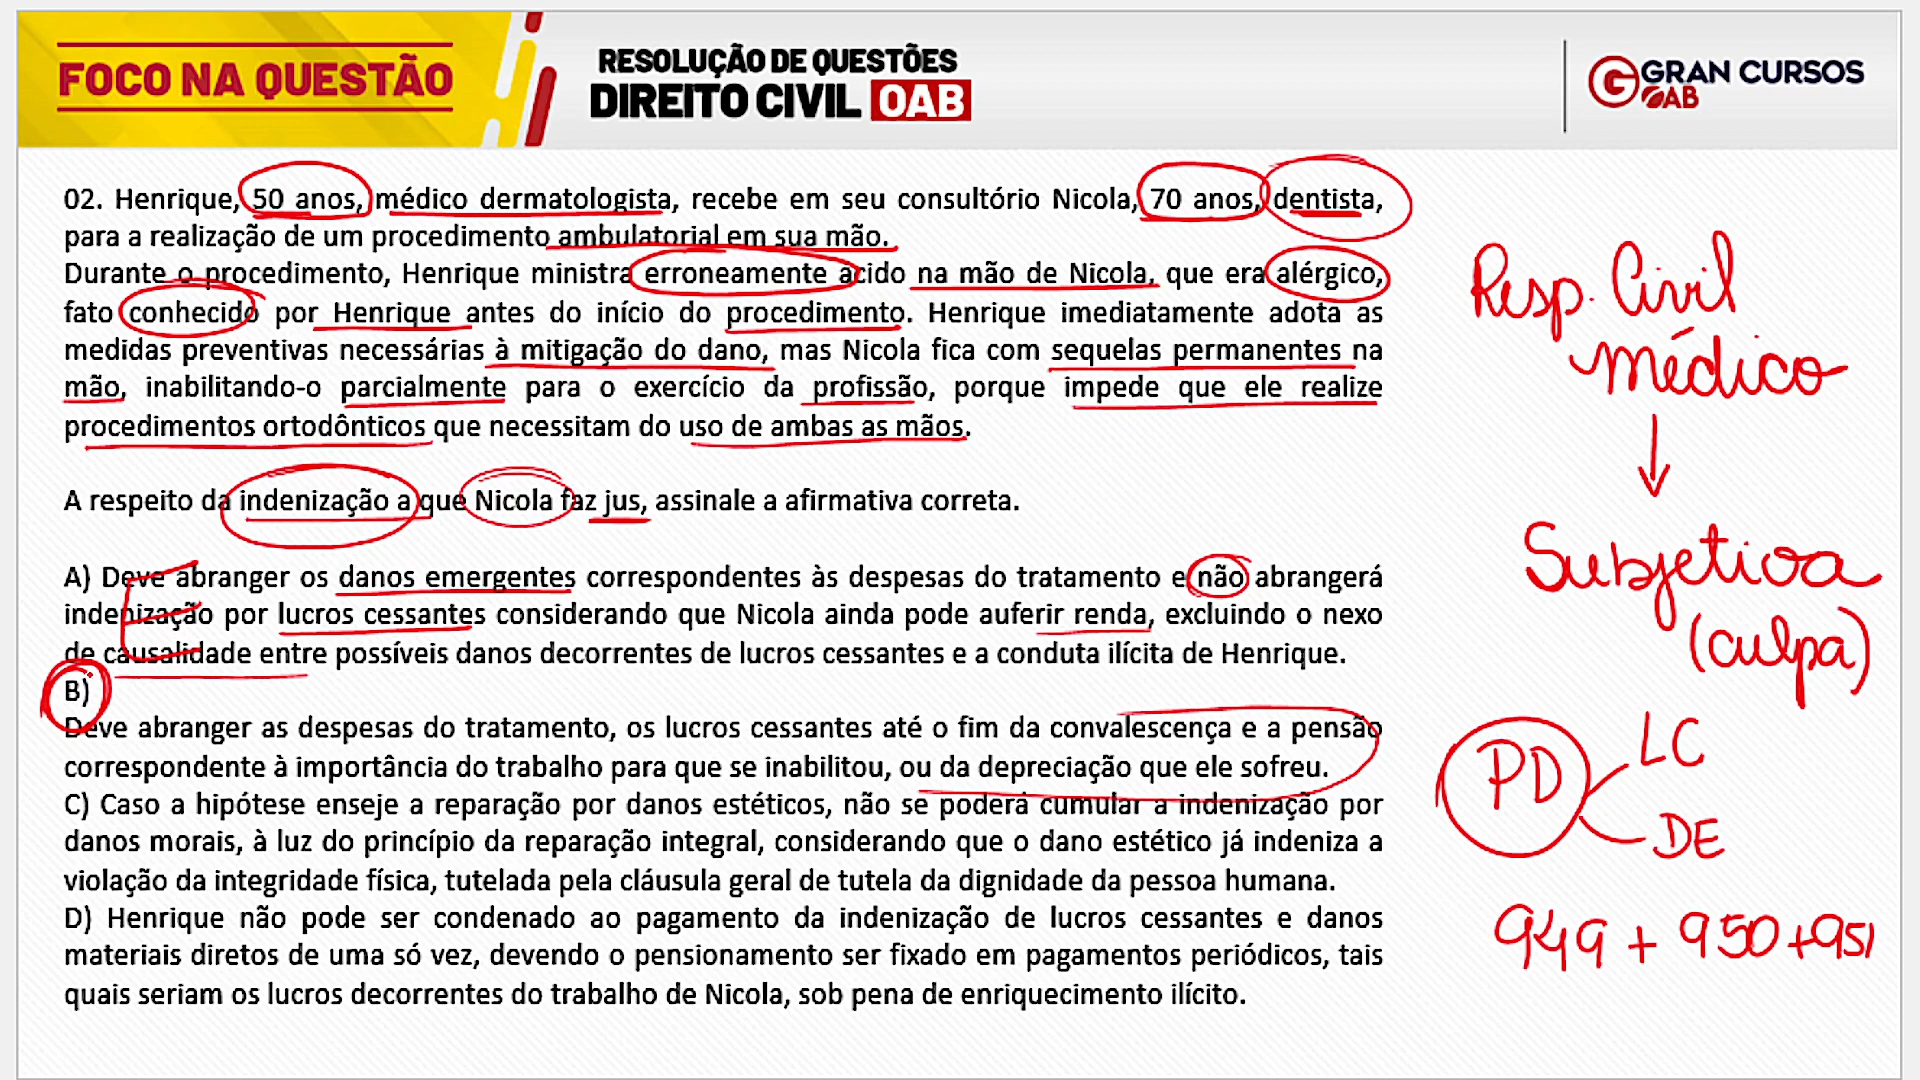 FOCO NA QUESTÃO
RESOLUÇÃO DE QUESTÕES
DIREITO CIVIL OAB
GRAN CURSOS
OAB
02. Henrique, 50 anos, médico dermatologista, recebe em seu consultório Nicola, 70 anos, dentista,
para a realização de um procedimento ambulatorial em sua mão.
Durante o procedimento, Henrique ministra erroneamente ácido na mão de Nicola, que era alérgico,
fato conhecido por Henrique antes do início do procedimento. Henrique imediatamente adota as
medidas preventivas necessárias à mitigação do dano, mas Nicola fica com sequelas permanentes na
mão, inabilitando-o parcialmente para o exercício da profissão, porque impede que ele realize
procedimentos ortodônticos que necessitam do uso de ambas as mãos.
A respeito da indenização a que Nicola faz jus, assinale a afirmativa correta.
A) Deve abranger os danos emergentes correspondentes às despesas do tratamento e não abrangerá
indenização por lucros cessantes considerando que Nicola ainda pode auferir renda, excluindo o nexo
de causalidade entre possíveis danos decorrentes de lucros cessantes e a conduta ilícita de Henrique.
B)
Deve abranger as despesas do tratamento, os lucros cessantes até o fim da convalescença e a pensão
correspondente à importância do trabalho para que se inabilitou, ou da depreciação que ele sofreu.
C) Caso a hipótese enseje a reparação por danos estéticos, não se poderá cumular a indenização por
danos morais, à luz do princípio da reparação integral, considerando que o dano estético já indeniza a
violação da integridade física, tutelada pela cláusula geral de tutela da dignidade da pessoa humana.
D) Henrique não pode ser condenado ao pagamento da indenização de lucros cessantes e danos
materiais diretos de uma só vez, devendo o pensionamento ser fixado em pagamentos periódicos, tais
quais seriam os lucros decorrentes do trabalho de Nicola, sob pena de enriquecimento ilícito.
Resp. Civil
médico
Subjetiva
(culpa)
PD
LC
DE
949 + 950 + 951